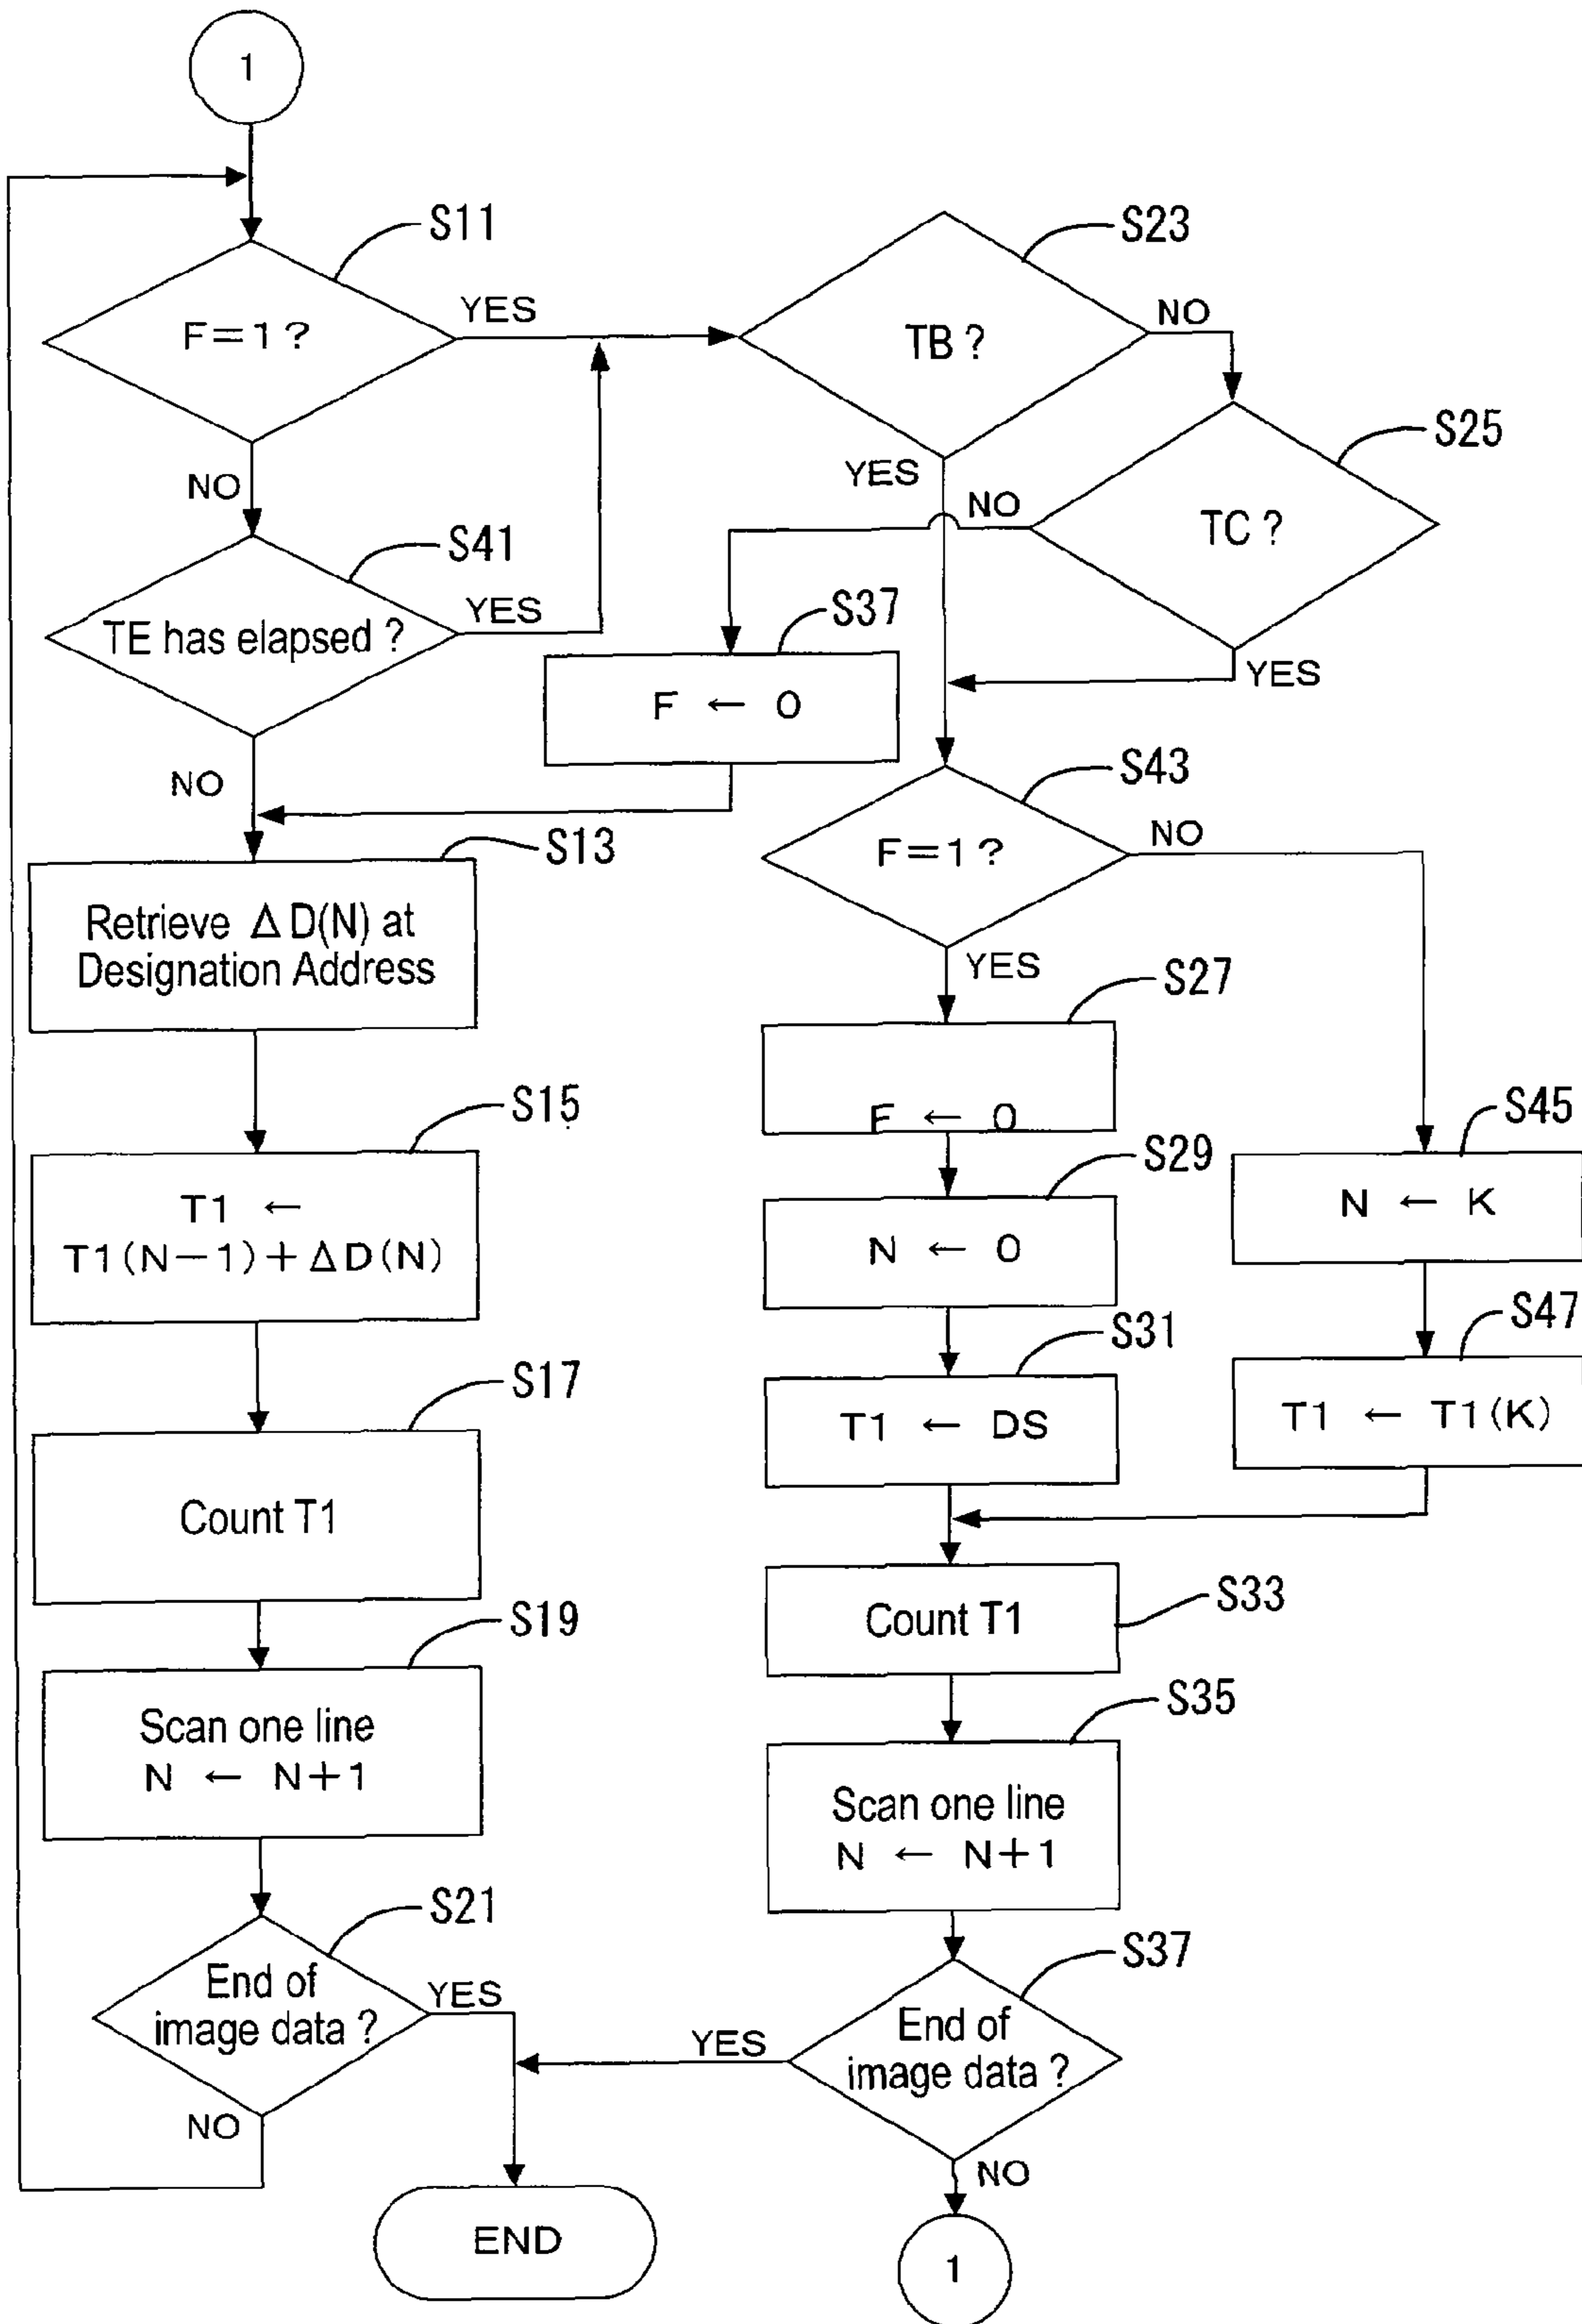 1
S11
F=1?
YES
NO
S23
TB ?
NO
YES
S25
TC ?
NO
YES
S41
TE has elapsed ?
YES
NO
S37
F ← 0
S43
F=1?
NO
YES
S13
Retrieve Δ D(N) at
Designation Address
S27
F ← 0
S15
T1 ←
T1(N−1)+ΔD(N)
S29
N ← 0
S45
N ← K
S31
T1 ← DS
S47
T1 ← T1(K)
S17
Count T1
S33
Count T1
S19
Scan one line
N ← N+1
S35
Scan one line
N ← N+1
S21
End of
image data ?
YES
NO
S37
End of
image data ?
YES
NO
END
1